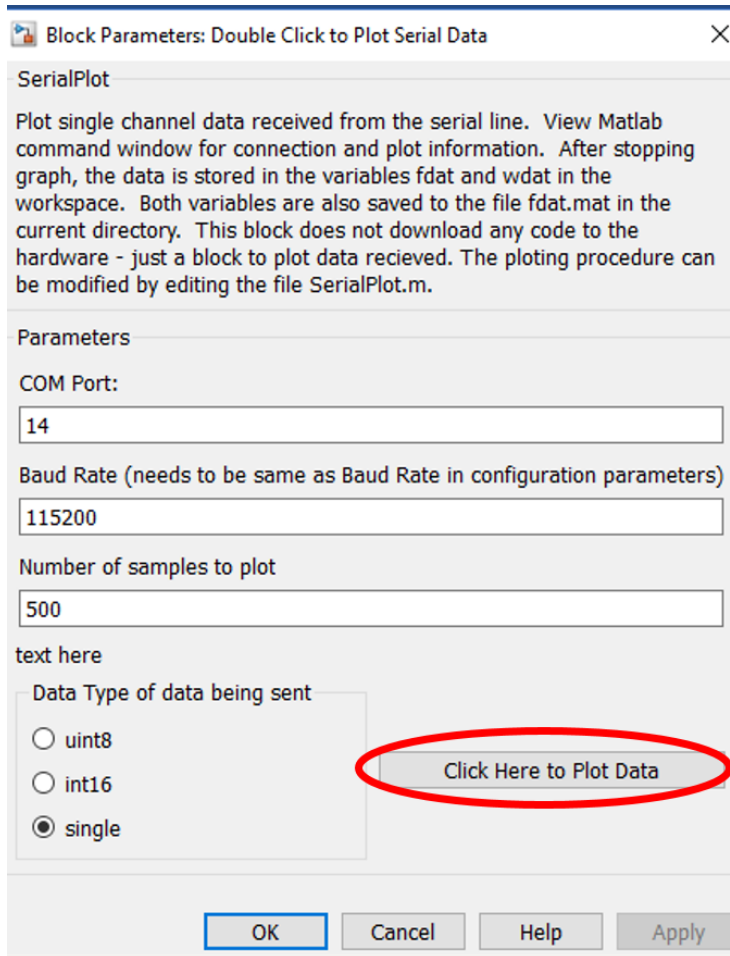 Block Parameters: Double Click to Plot Serial Data
SerialPlot
Plot single channel data received from the serial line. View Matlab
command window for connection and plot information. After stopping
graph, the data is stored in the variables fdat and wdat in the
workspace. Both variables are also saved to the file fdat.mat in the
current directory. This block does not download any code to the
hardware - just a block to plot data recieved. The ploting procedure can
be modified by editing the file SerialPlot.m.
Parameters
COM Port:
14
Baud Rate (needs to be same as Baud Rate in configuration parameters)
115200
Number of samples to plot
500
text here
Data Type of data being sent
uint8
int16
single
Click Here to Plot Data
OK Cancel Help Apply